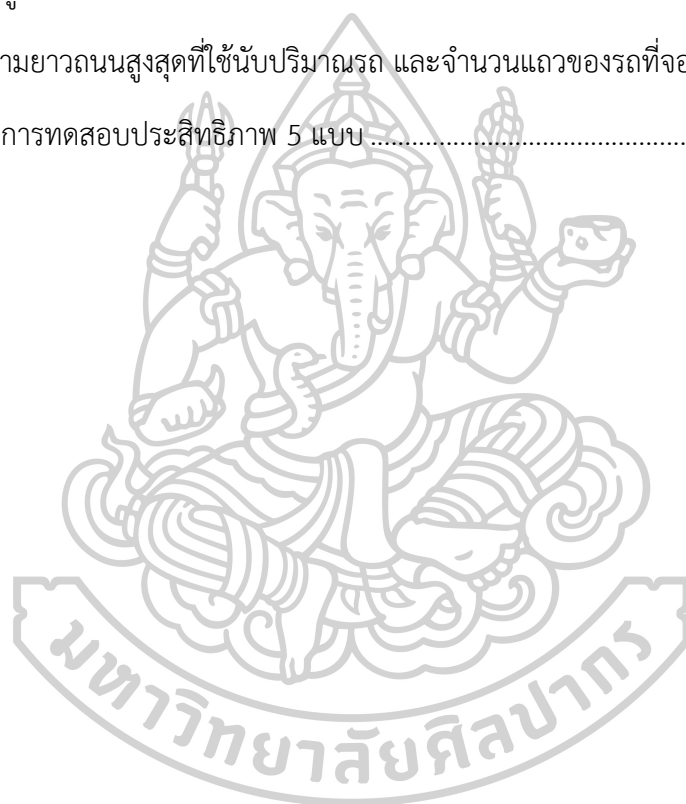 ามยาวถนนสูงสุดที่ใช้นับปริมาณรถ และจำนวนแถวของรถที่จอ
การทดสอบประสิทธิภาพ 5 แบบ ................................................
มหาวิทยาลัยศิลปากร